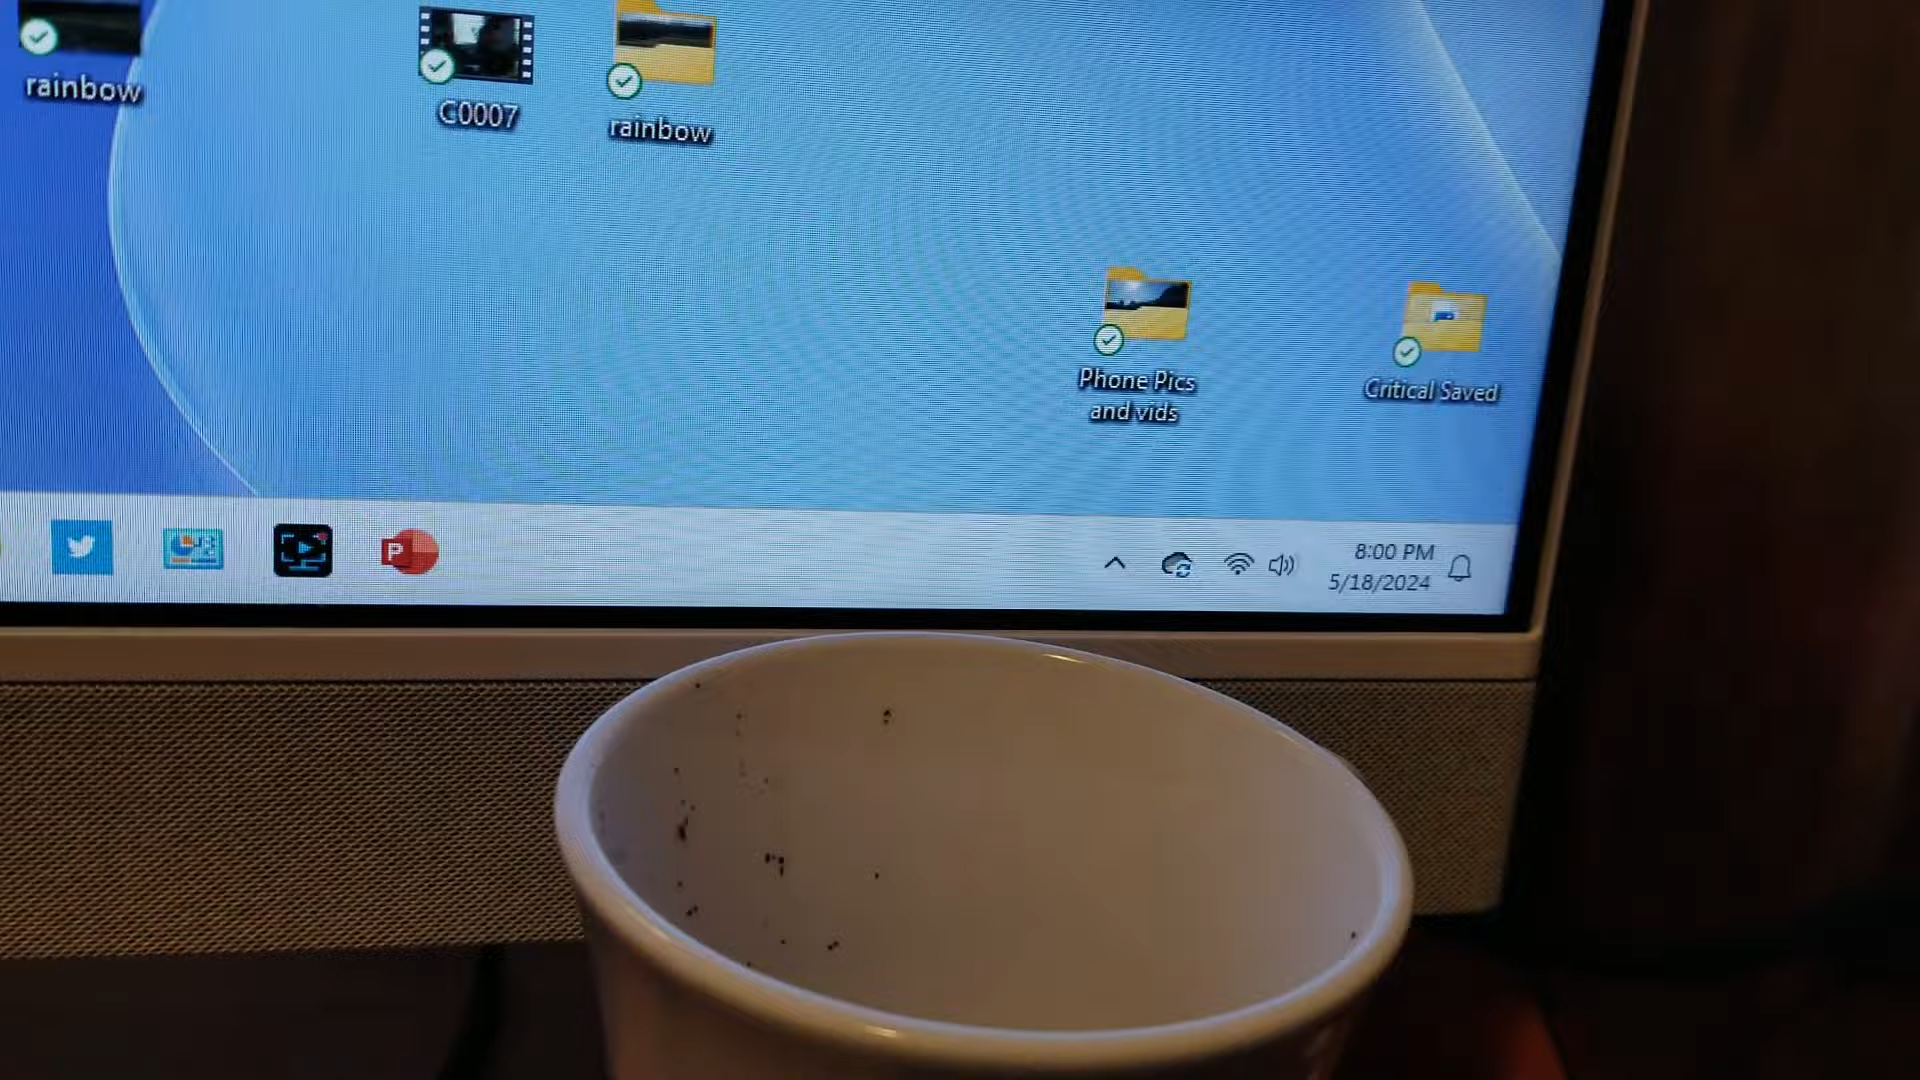 rainbow
C0007
rainbow
Phone Pics
and vids
Critical Saved
P
8:00 PM
5/18/2024